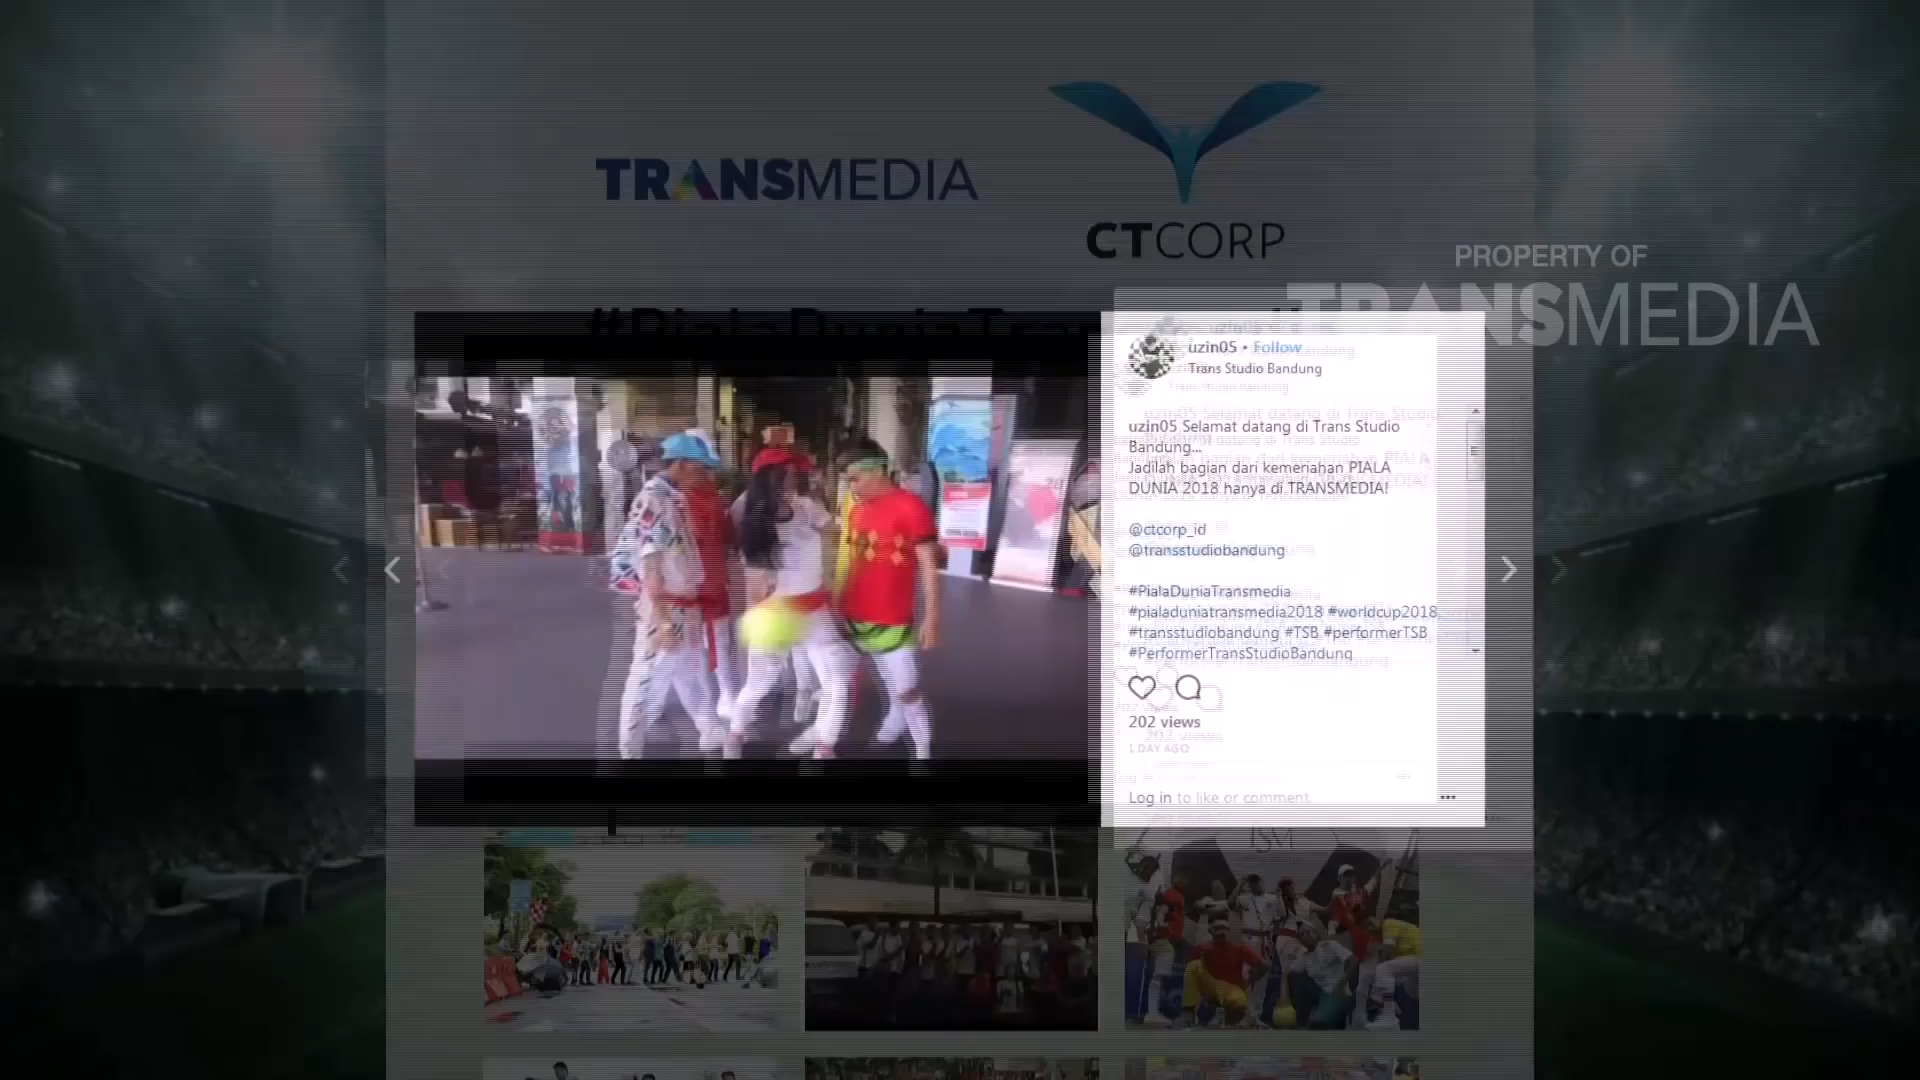 TRANSMEDIA
CTCORP
PROPERTY OF
TRANSMEDIA
#PialaDuniaTransmedia
uzin05 • Follow
Trans Studio Bandung
uzin05 Selamat datang di Trans Studio
Bandung...
Jadilah bagian dari kemeriahan PIALA
DUNIA 2018 hanya di TRANSMEDIA!
@ctcorp_id
@transstudiobandung
#PialaDuniaTransmedia
#pialaduniatransmedia2018 #worldcup2018
#transstudiobandung #TSB #performerTSB
#PerformerTransStudioBandung
202 views
1 DAY AGO
Log in to like or comment.